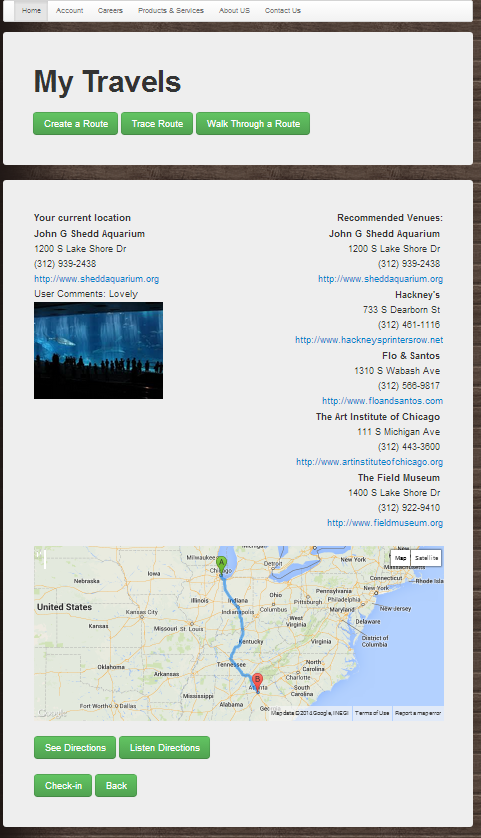 Home Account Careers Products & Services About US Contact Us
My Travels
Create a Route Trace Route Walk Through a Route
Your current location
John G Shedd Aquarium
1200 S Lake Shore Dr
(312) 939-2438
http://www.sheddaquarium.org
User Comments: Lovely
Recommended Venues:
John G Shedd Aquarium
1200 S Lake Shore Dr
(312) 939-2438
http://www.sheddaquarium.org
Hackney's
733 S Dearborn St
(312) 461-1116
http://www.hackneysprintersrow.net
Flo & Santos
1310 S Wabash Ave
(312) 566-9817
http://www.floandsantos.com
The Art Institute of Chicago
111 S Michigan Ave
(312) 443-3600
http://www.artinstituteofchicago.org
The Field Museum
1400 S Lake Shore Dr
(312) 922-9410
http://www.fieldmuseum.org
Map Satellite
Milwaukee Michigan New York
A
Chicago Detroit
Massachusetts
Nebraska Iowa Connecticut Rhode Isla
Pennsylvania New York
Illinois Indiana Ohio Pittsburgh Philadelphia
United States Indianapolis Columbus Maryland New Jersey
Kansas City
Kansas Missouri St. Louis West Virginia Delaware
Kentucky Virginia District of Columbia
Oklahoma Arkansas Tennessee North Carolina
Charlotte
B
Atlanta
Mississippi South Carolina
Fort Worth Dallas Alabama
Google Map data ©2014 Google, INEGI Terms of Use Report a map error
See Directions Listen Directions
Check-in Back